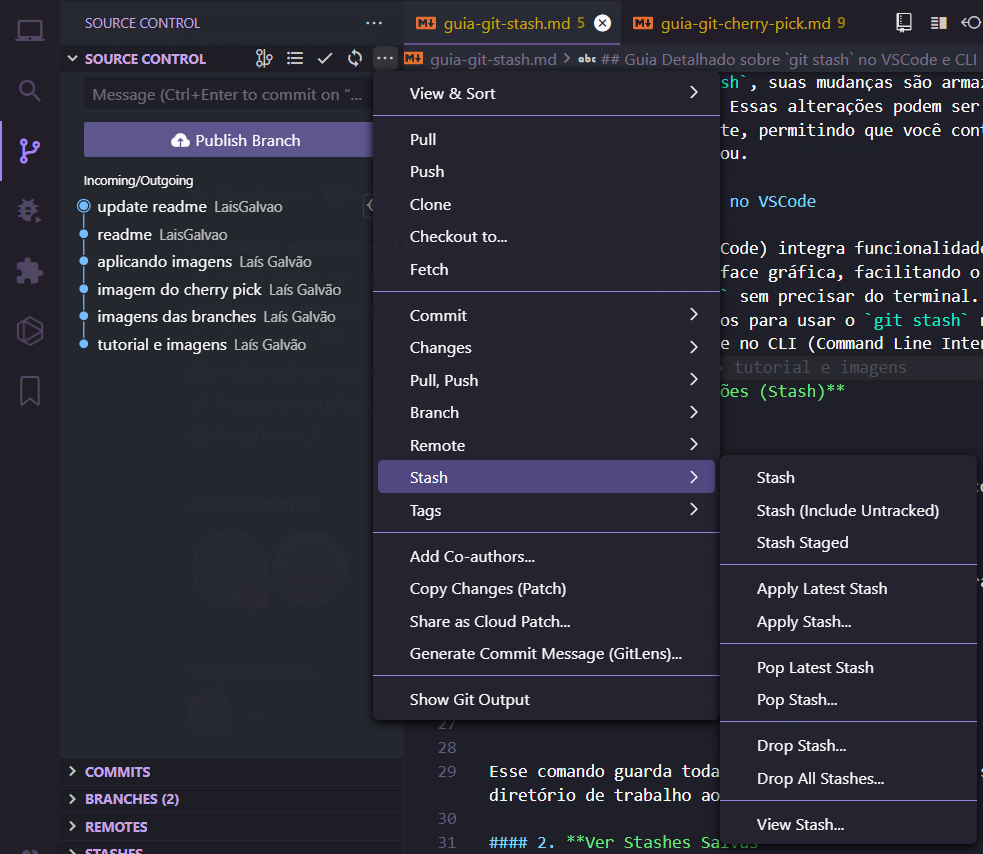 SOURCE CONTROL
SOURCE CONTROL
Message (Ctrl+Enter to commit on "...
Publish Branch
Incoming/Outgoing
update readme LaisGalvao
readme LaisGalvao
aplicando imagens Laís Galvão
imagem do cherry pick Laís Galvão
imagens das branches Laís Galvão
tutorial e imagens Laís Galvão
COMMITS
BRANCHES (2)
REMOTES
STASHES
guia-git-stash.md 5
guia-git-cherry-pick.md 9
guia-git-stash.md > abc ## Guia Detalhado sobre `git stash` no VSCode e CLI
sh`, suas mudanças são arma
Essas alterações podem ser
te, permitindo que você con
ou.
no VSCode
Code) integra funcionalidad
face gráfica, facilitando o
` sem precisar do terminal.
os para usar o `git stash`
e no CLI (Command Line Inte
tutorial e imagens
ões (Stash)**
View & Sort
Pull
Push
Clone
Checkout to...
Fetch
Commit
Changes
Pull, Push
Branch
Remote
Stash
Tags
Add Co-authors...
Copy Changes (Patch)
Share as Cloud Patch...
Generate Commit Message (GitLens)...
Show Git Output
Stash
Stash (Include Untracked)
Stash Staged
Apply Latest Stash
Apply Stash...
Pop Latest Stash
Pop Stash...
Drop Stash...
Drop All Stashes...
View Stash...
27
28
29 Esse comando guarda toda
diretório de trabalho ao
30
31 #### 2. **Ver Stashes Salvas